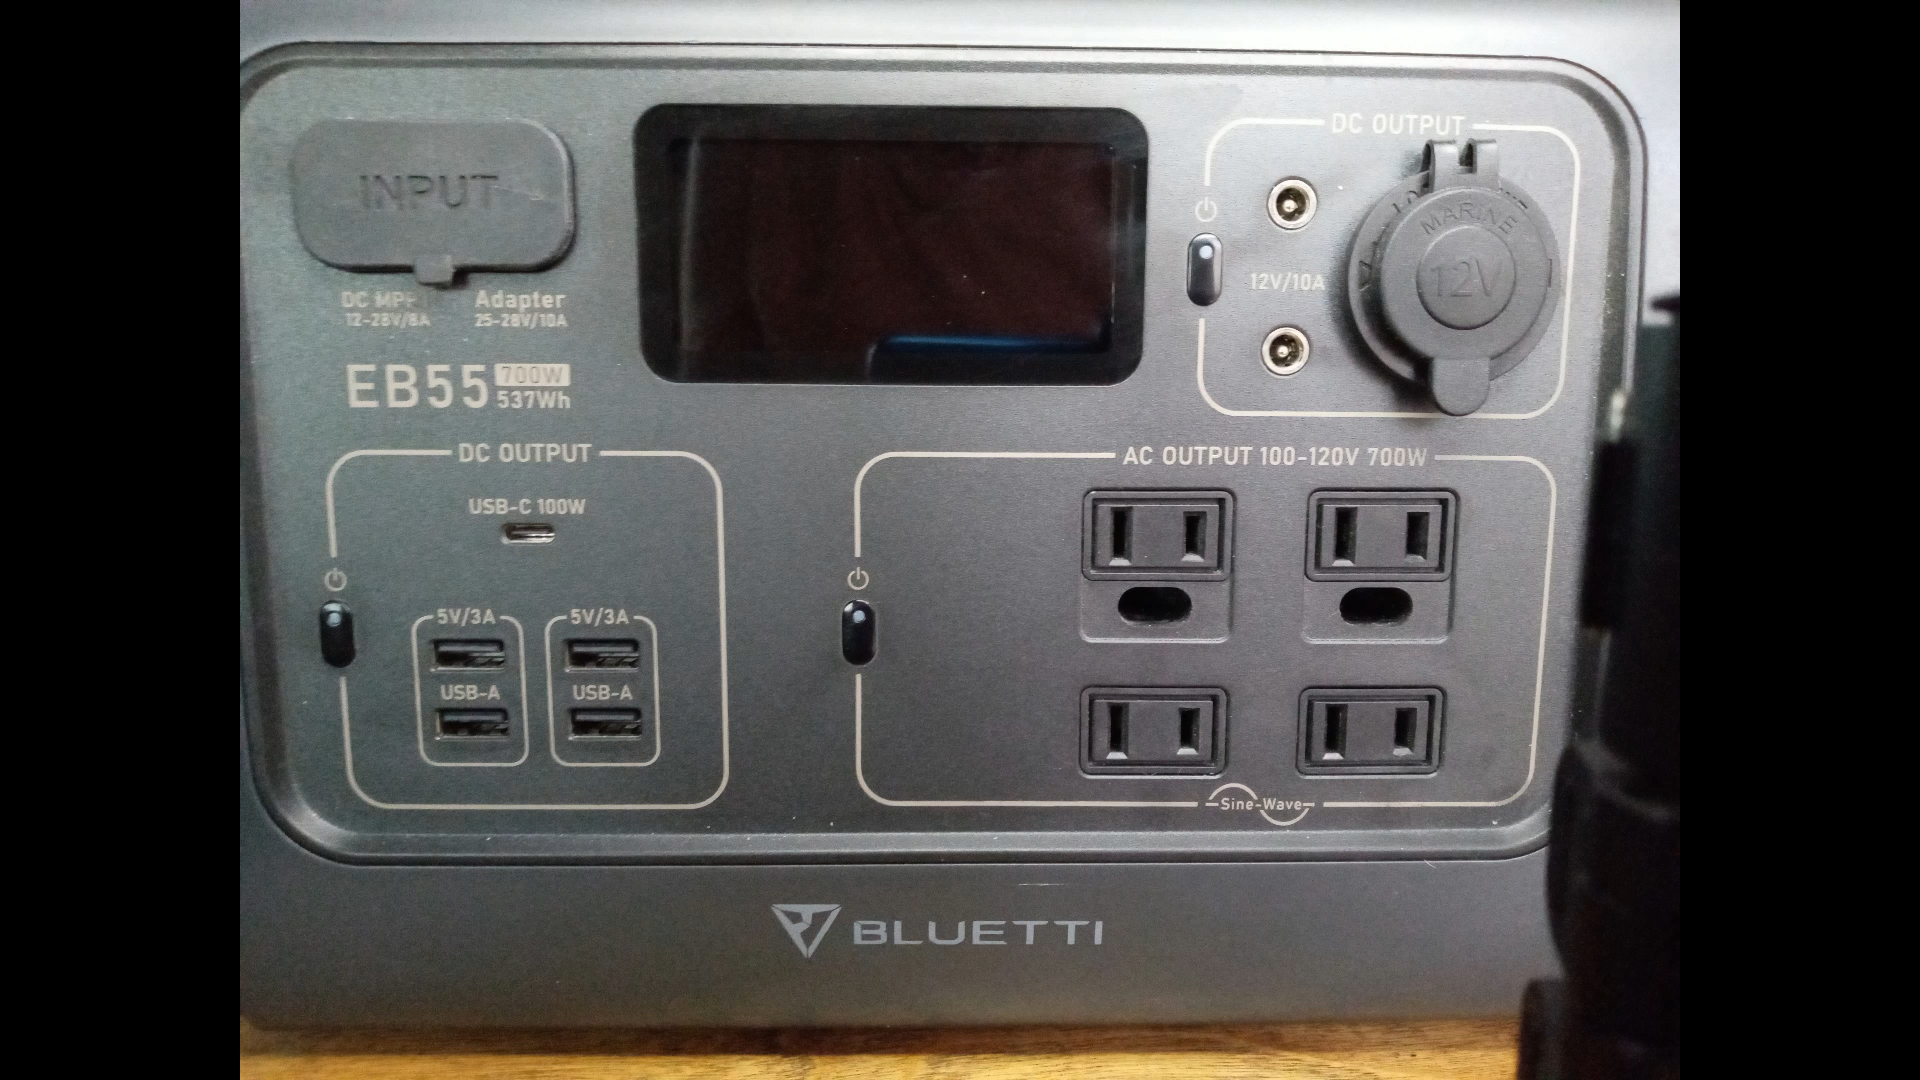 INPUT
DC MPPT
12-28V/8A
Adapter
25-28V/10A
EB55
700W
537Wh
DC OUTPUT
12V/10A
MARINE
12V
DC OUTPUT
USB-C 100W
5V/3A
5V/3A
USB-A
USB-A
AC OUTPUT 100-120V 700W
Sine-Wave
BLUETTI